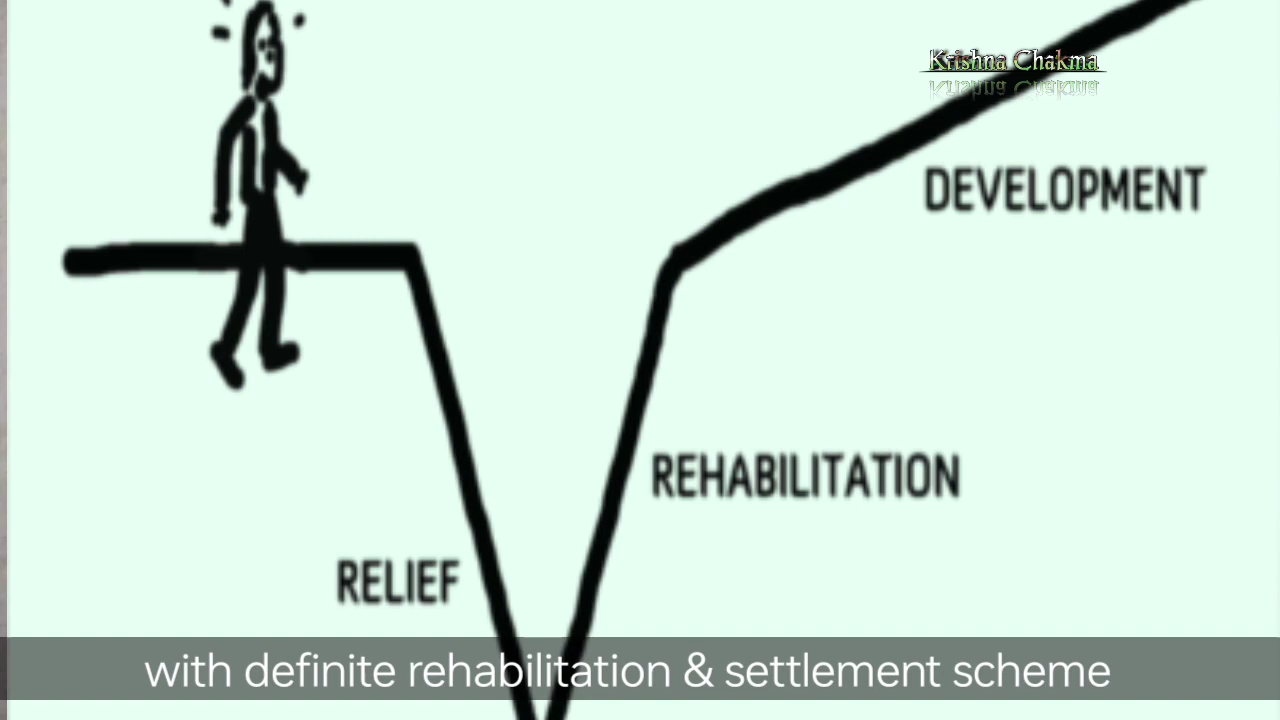 Krishna Chakma
DEVELOPMENT
REHABILITATION
RELIEF
with definite rehabilitation & settlement scheme